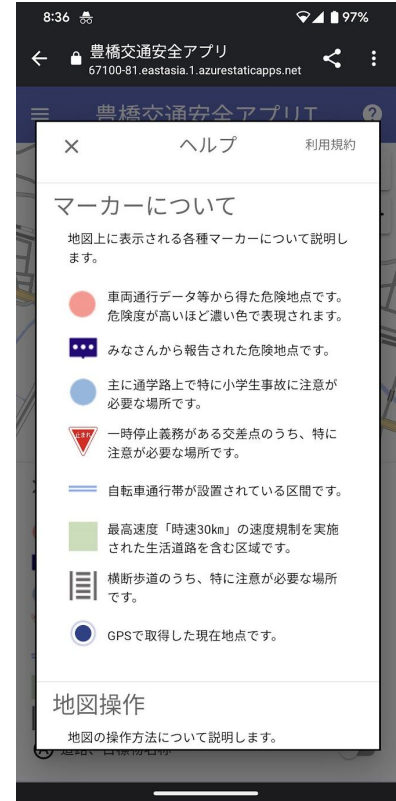 8:36
97%
豊橋交通安全アプリ
67100-81.eastasia.1.azurestaticapps.net
豊橋交通安全アプリT
ヘルプ
利用規約
マーカーについて
地図上に表示される各種マーカーについて説明し
ます。
車両通行データ等から得た危険地点です。
危険度が高いほど濃い色で表現されます。
みなさんから報告された危険地点です。
主に通学路上で特に小学生事故に注意が
必要な場所です。
止まれ
一時停止義務がある交差点のうち、特に
注意が必要な場所です。
自転車通行帯が設置されている区間です。
最高速度「時速30km」の速度規制を実施
された生活道路を含む区域です。
横断歩道のうち、特に注意が必要な場所
です。
GPSで取得した現在地点です。
地図操作
地図の操作方法について説明します。